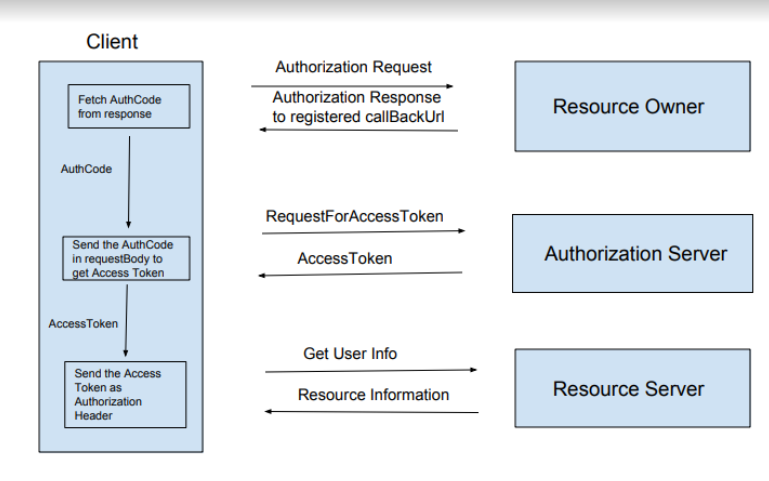 Client
Fetch AuthCode
from response
AuthCode
Send the AuthCode
in requestBody to
get Access Token
AccessToken
Send the Access
Token as
Authorization
Header
Authorization Request
Authorization Response
to registered callBackUrl
Resource Owner
RequestForAccessToken
AccessToken
Authorization Server
Get User Info
Resource Information
Resource Server